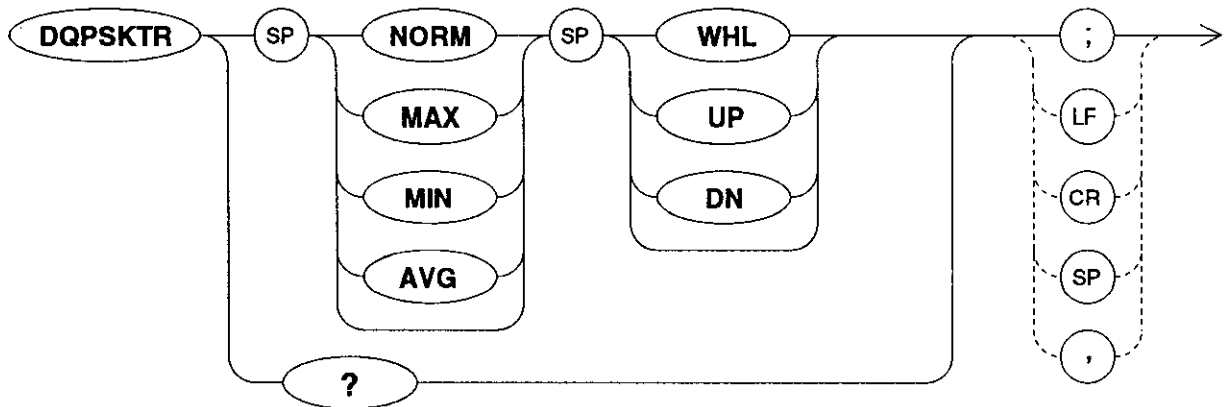 DQPSKTR SP NORM SP WHL ;
MAX UP LF
MIN DN CR
AVG SP
? ,